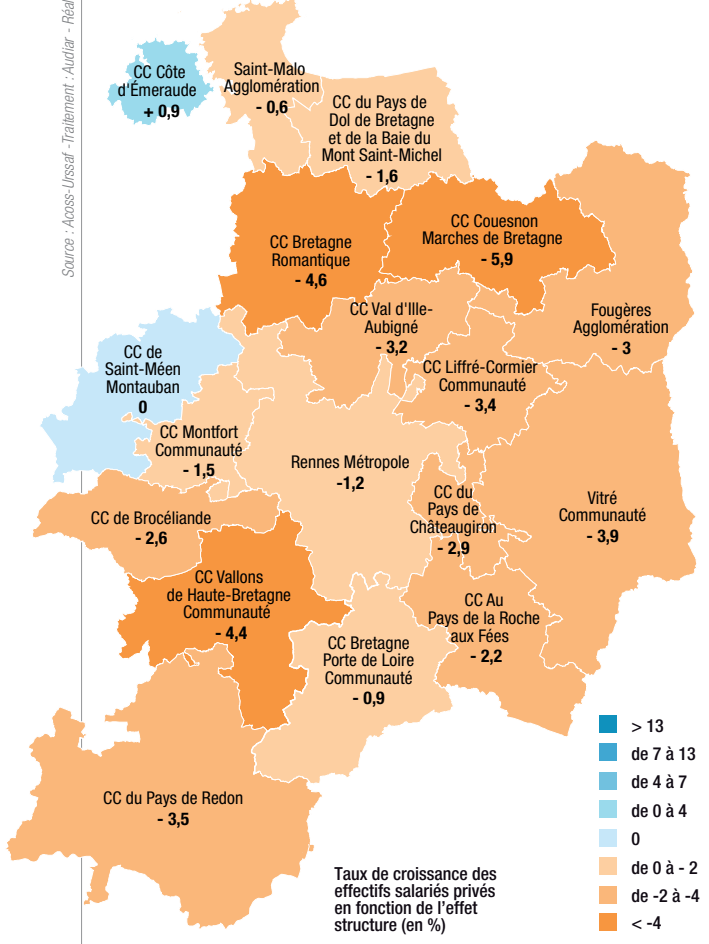 Source : Acoss-Urssaf -Traitement : Audiar - Réal
CC Côte
d'Émeraude
+ 0,9
Saint-Malo
Agglomération
- 0,6
CC du Pays de
Dol de Bretagne
et de la Baie du
Mont Saint-Michel
- 1,6
CC Bretagne
Romantique
- 4,6
CC Couesnon
Marches de Bretagne
- 5,9
Fougères
Agglomération
- 3
CC Val d'Ille-
Aubigné
- 3,2
CC de
Saint-Méen
Montauban
0
CC Liffré-Cormier
Communauté
- 3,4
CC Montfort
Communauté
- 1,5
Rennes Métropole
-1,2
CC du
Pays de
Châteaugiron
- 2,9
Vitré
Communauté
- 3,9
CC de Brocéliande
- 2,6
CC Vallons
de Haute-Bretagne
Communauté
- 4,4
CC Au
Pays de la Roche
aux Fées
- 2,2
CC Bretagne
Porte de Loire
Communauté
- 0,9
CC du Pays de Redon
- 3,5
> 13
de 7 à 13
de 4 à 7
de 0 à 4
0
de 0 à - 2
de -2 à -4
< -4
Taux de croissance des
effectifs salariés privés
en fonction de l'effet
structure (en %)